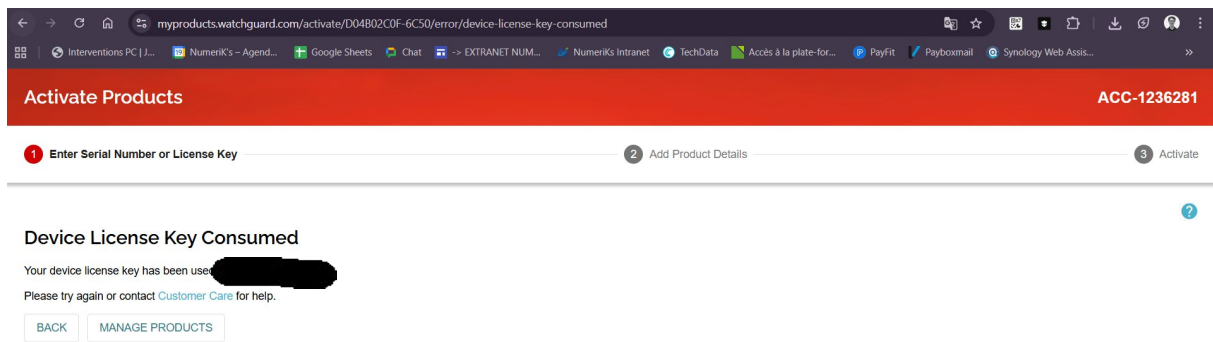 myproducts.watchguard.com/activate/D04B02C0F-6C50/error/device-license-key-consumed
Interventions PC | J... NumeriK's – Agend... Google Sheets Chat -> EXTRANET NUM... NumeriKs Intranet TechData Accès à la plate-for... PayFit Payboxmail Synology Web Assis... »
Activate Products ACC-1236281
1 Enter Serial Number or License Key 2 Add Product Details 3 Activate
?
Device License Key Consumed
Your device license key has been used
Please try again or contact Customer Care for help.
BACK MANAGE PRODUCTS